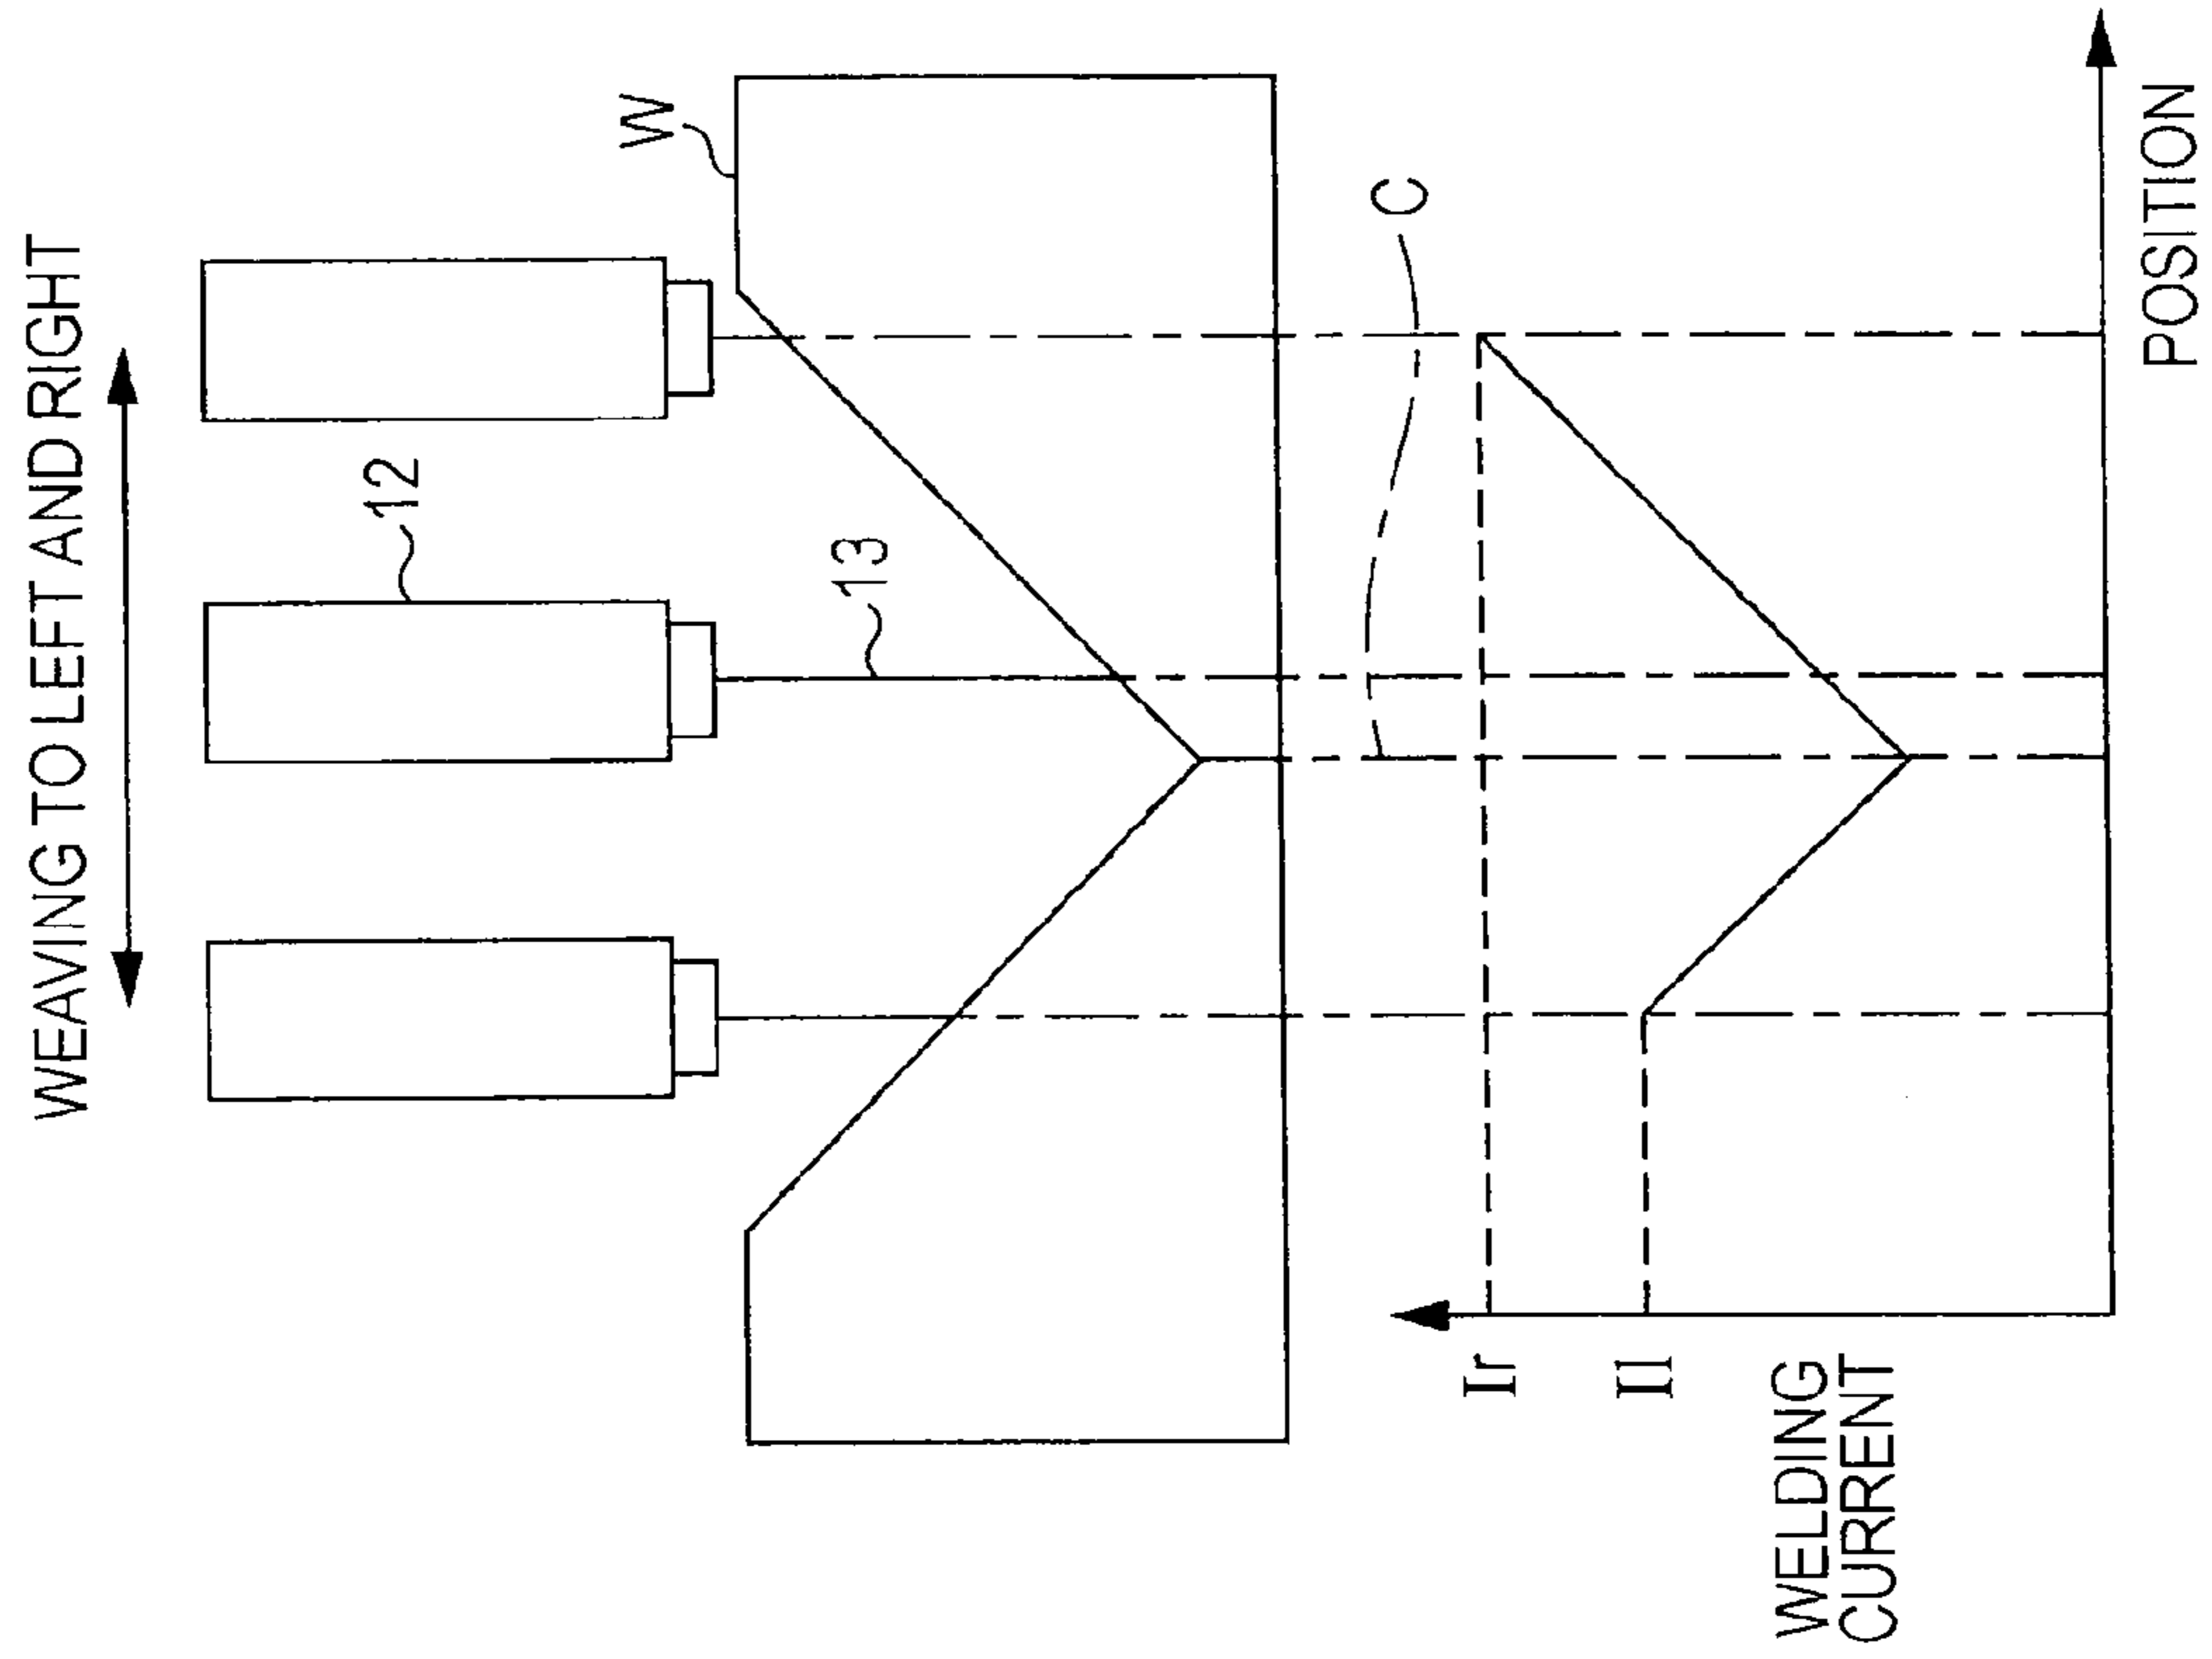 WEAVING TO LEFT AND RIGHT
12
13
W
C
Ir
Il
WELDING
CURRENT
POSITION